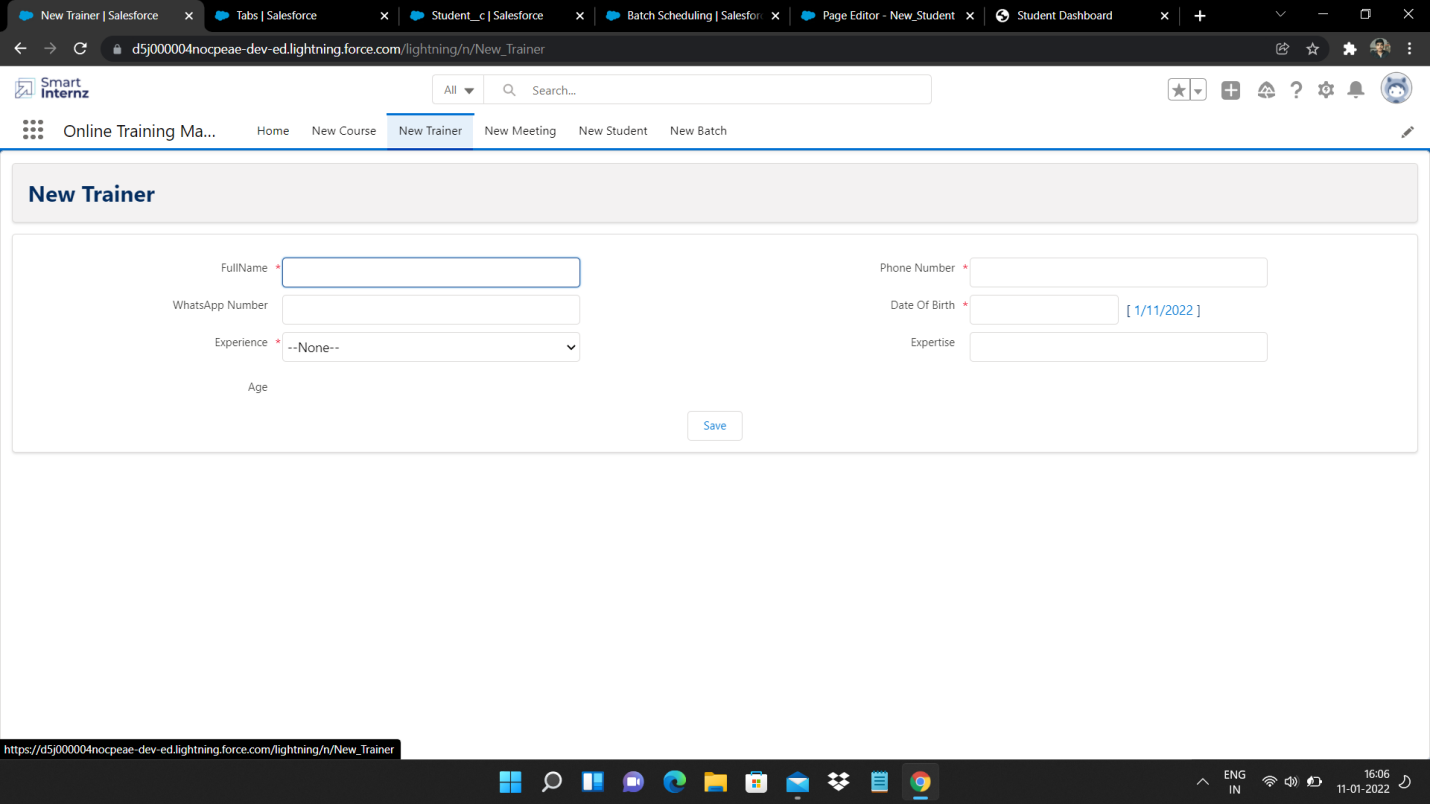 New Trainer | Salesforce
Tabs | Salesforce
Student__c | Salesforce
Batch Scheduling | Salesfor
Page Editor - New_Student
Student Dashboard
d5j000004nocpeae-dev-ed.lightning.force.com/lightning/n/New_Trainer
Smart
Internz
All
Search...
Online Training Ma...
Home
New Course
New Trainer
New Meeting
New Student
New Batch
New Trainer
FullName *
Phone Number *
WhatsApp Number
Date Of Birth * [ 1/11/2022 ]
Experience * --None--
Expertise
Age
Save
https://d5j000004nocpeae-dev-ed.lightning.force.com/lightning/n/New_Trainer
ENG
IN
16:06
11-01-2022